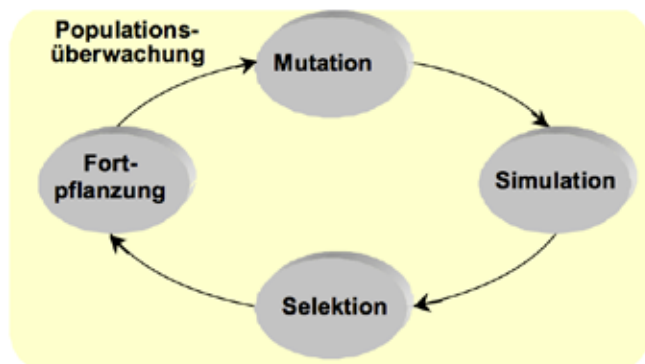 Populations-
überwachung
Mutation
Fort-
pflanzung
Simulation
Selektion